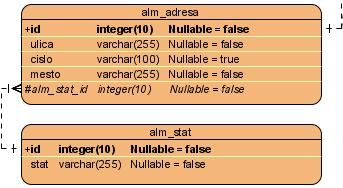 alm_adresa
+id integer(10) Nullable = false
ulica varchar(255) Nullable = false
cislo varchar(100) Nullable = true
mesto varchar(255) Nullable = false
#alm_stat_id integer(10) Nullable = false
alm_stat
+id integer(10) Nullable = false
stat varchar(255) Nullable = false